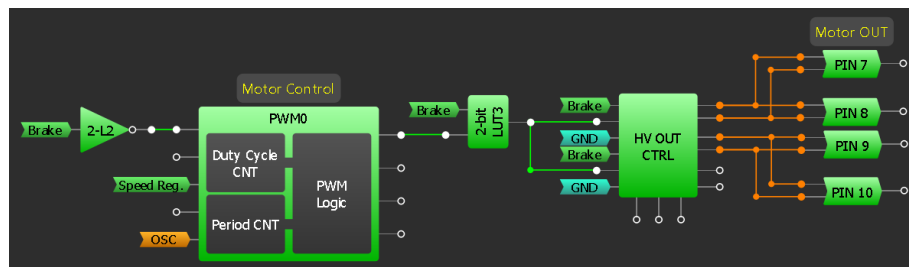 Motor OUT
PIN 7
Motor Control
Brake
2-L2
PWM0
Duty Cycle
CNT
PWM
Logic
Speed Reg.
Period CNT
OSC
Brake
2-bit
LUT3
Brake
GND
Brake
GND
HV OUT
CTRL
PIN 8
PIN 9
PIN 10